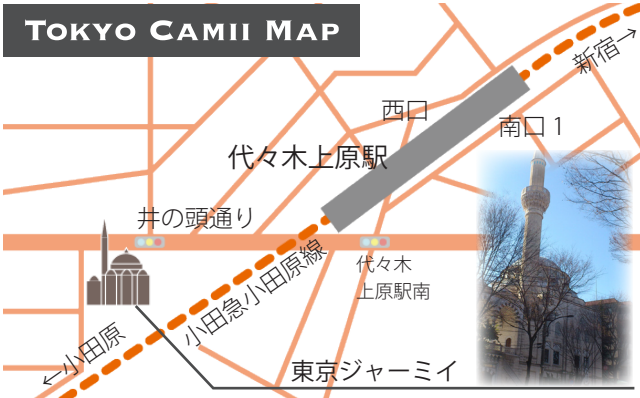 TOKYO CAMII MAP
新宿→
西口
南口1
代々木上原駅
井の頭通り
代々木
上原駅南
小田急小田原線
←小田原
東京ジャーミイ